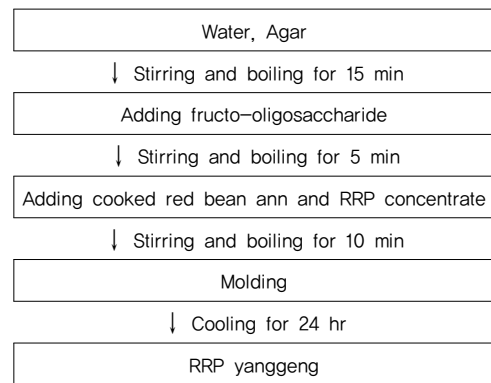 Water, Agar
↓ Stirring and boiling for 15 min
Adding fructo-oligosaccharide
↓ Stirring and boiling for 5 min
Adding cooked red bean ann and RRP concentrate
↓ Stirring and boiling for 10 min
Molding
↓ Cooling for 24 hr
RRP yanggeng